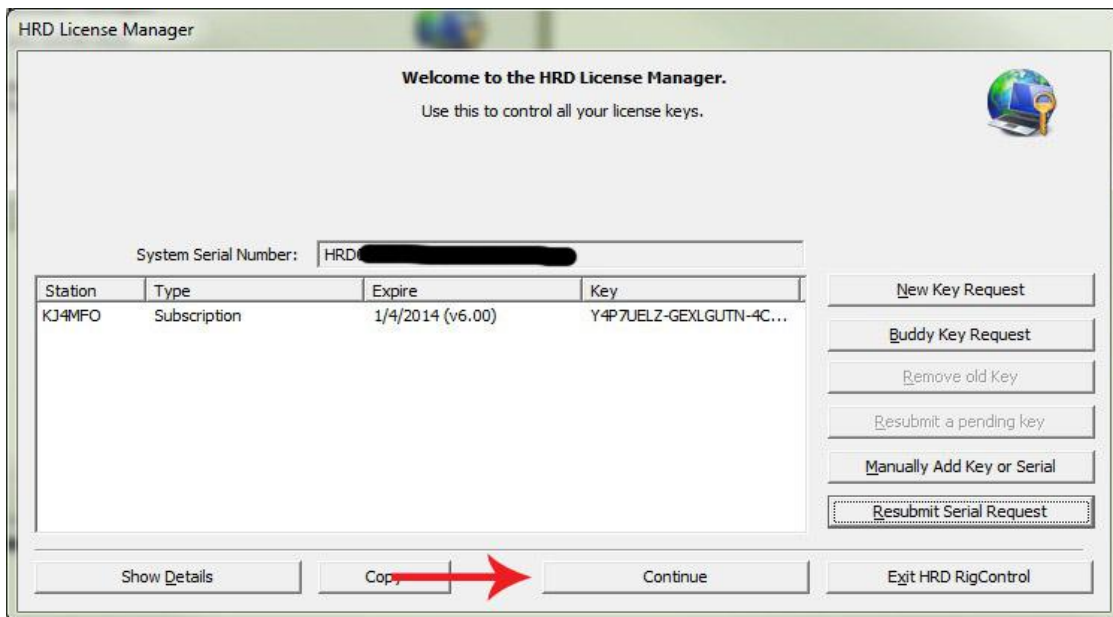 HRD License Manager
Welcome to the HRD License Manager.
Use this to control all your license keys.
System Serial Number: HRD
Station Type Expire Key
KJ4MFO Subscription 1/4/2014 (v6.00) Y4P7UELZ-GEXLGUTN-4C...
New Key Request
Buddy Key Request
Remove old Key
Resubmit a pending key
Manually Add Key or Serial
Resubmit Serial Request
Show Details Copy Continue Exit HRD RigControl